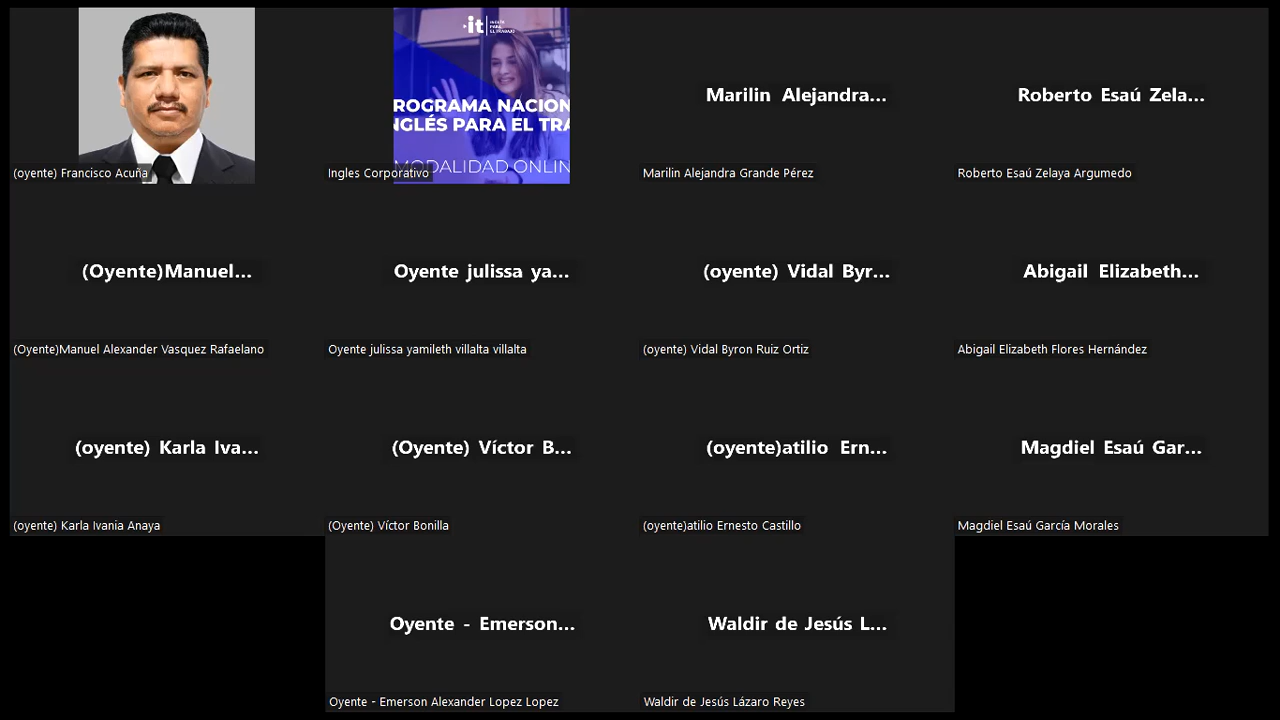 (oyente) Francisco Acuña
it
INGLÉS
PARA
EL TRABAJO
ROGRAMA NACION
NGLÉS PARA EL TRA
MODALIDAD ONLIN
Ingles Corporativo
Marilin Alejandra...
Marilin Alejandra Grande Pérez
Roberto Esaú Zela...
Roberto Esaú Zelaya Argumedo
(Oyente)Manuel...
(Oyente)Manuel Alexander Vasquez Rafaelano
Oyente julissa ya...
Oyente julissa yamileth villalta villalta
(oyente) Vidal Byr...
(oyente) Vidal Byron Ruiz Ortiz
Abigail Elizabeth...
Abigail Elizabeth Flores Hernández
(oyente) Karla Iva...
(oyente) Karla Ivania Anaya
(Oyente) Víctor B...
(Oyente) Víctor Bonilla
(oyente)atilio Ern...
(oyente)atilio Ernesto Castillo
Magdiel Esaú Gar...
Magdiel Esaú García Morales
Oyente - Emerson...
Oyente - Emerson Alexander Lopez Lopez
Waldir de Jesús L...
Waldir de Jesús Lázaro Reyes